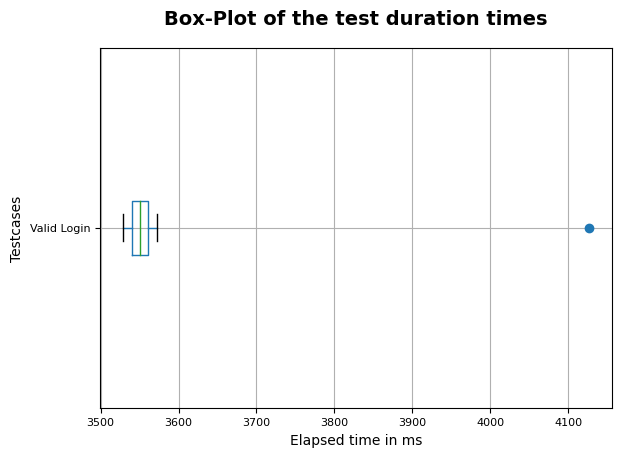 Box-Plot of the test duration times
Testcases
Valid Login
3500 3600 3700 3800 3900 4000 4100
Elapsed time in ms